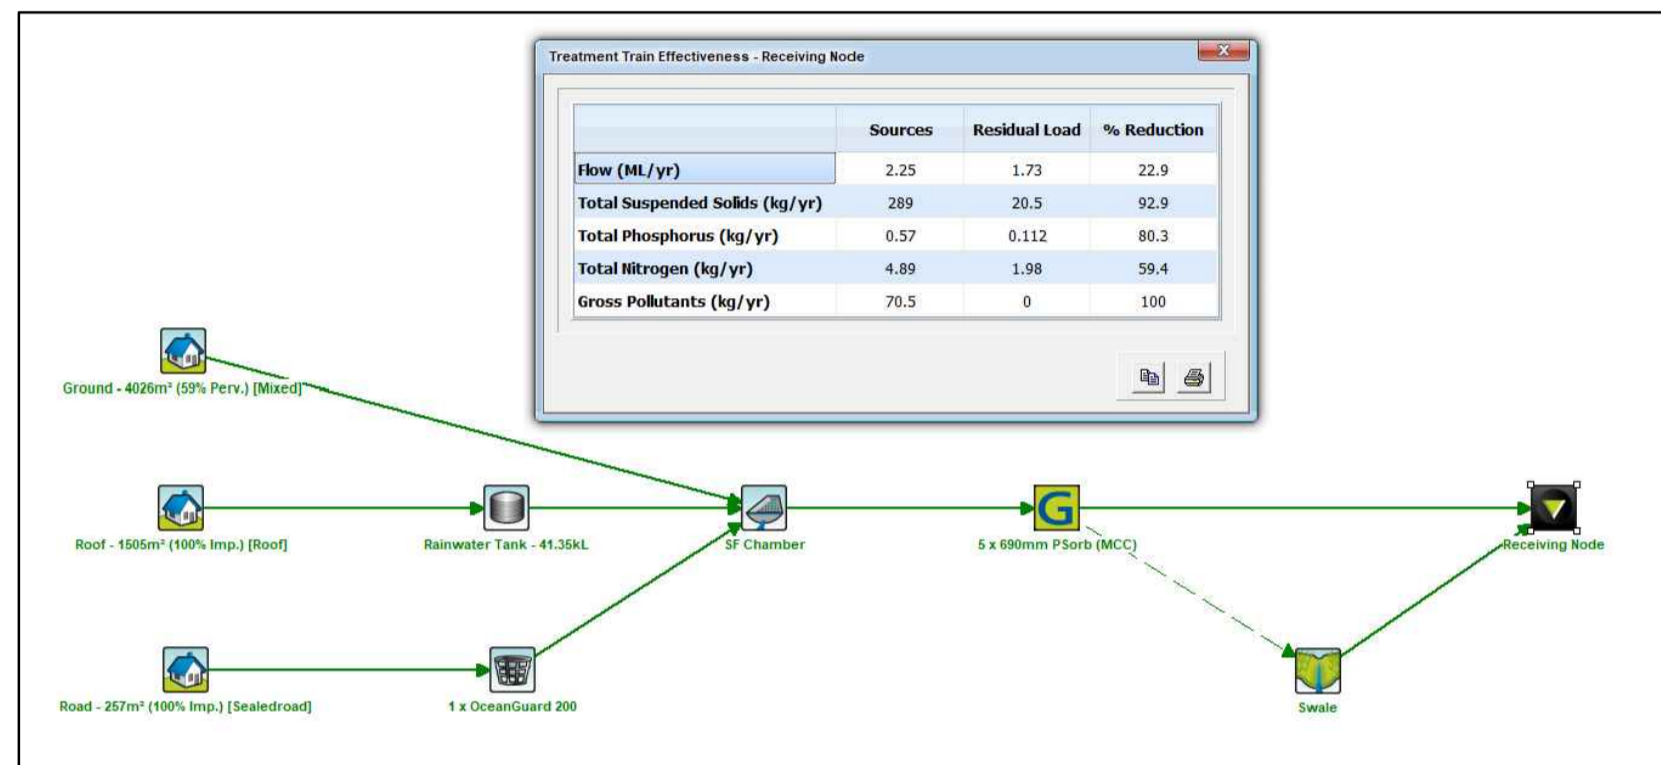 Treatment Train Effectiveness - Receiving Node
x
Sources Residual Load % Reduction
Flow (ML/yr) 2.25 1.73 22.9
Total Suspended Solids (kg/yr) 289 20.5 92.9
Total Phosphorus (kg/yr) 0.57 0.112 80.3
Total Nitrogen (kg/yr) 4.89 1.98 59.4
Gross Pollutants (kg/yr) 70.5 0 100
Ground - 4026m² (59% Perv.) [Mixed]
G
Roof - 1505m² (100% Imp.) [Roof]
Rainwater Tank - 41.35kL
SF Chamber
5 x 690mm PSorb (MCC)
Receiving Node
Road - 257m² (100% Imp.) [Sealedroad]
1 x OceanGuard 200
Swale